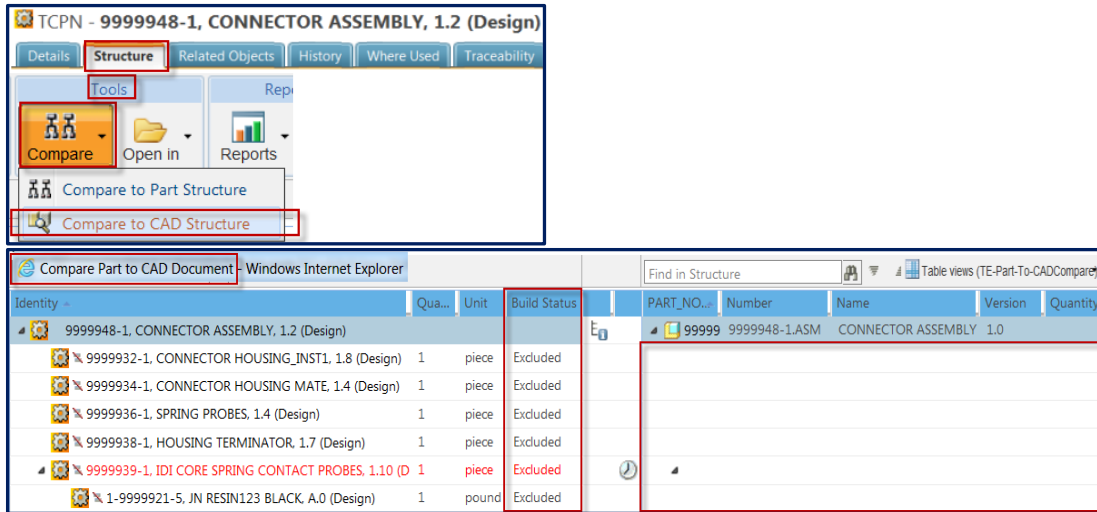 TCPN - 9999948-1, CONNECTOR ASSEMBLY, 1.2 (Design)
Details Structure Related Objects History Where Used Traceability
Tools Rep
Compare Open in Reports
Compare to Part Structure
Compare to CAD Structure
Compare Part to CAD Document - Windows Internet Explorer Find in Structure Table views (TE-Part-To-CADCompare)
Identity Qua... Unit Build Status PART_NO... Number Name Version Quantity
9999948-1, CONNECTOR ASSEMBLY, 1.2 (Design) 99999 9999948-1.ASM CONNECTOR ASSEMBLY 1.0
9999932-1, CONNECTOR HOUSING_INST1, 1.8 (Design) 1 piece Excluded
9999934-1, CONNECTOR HOUSING MATE, 1.4 (Design) 1 piece Excluded
9999936-1, SPRING PROBES, 1.4 (Design) 1 piece Excluded
9999938-1, HOUSING TERMINATOR, 1.7 (Design) 1 piece Excluded
9999939-1, IDI CORE SPRING CONTACT PROBES, 1.10 (D 1 piece Excluded
1-9999921-5, JN RESIN123 BLACK, A.0 (Design) 1 pound Excluded